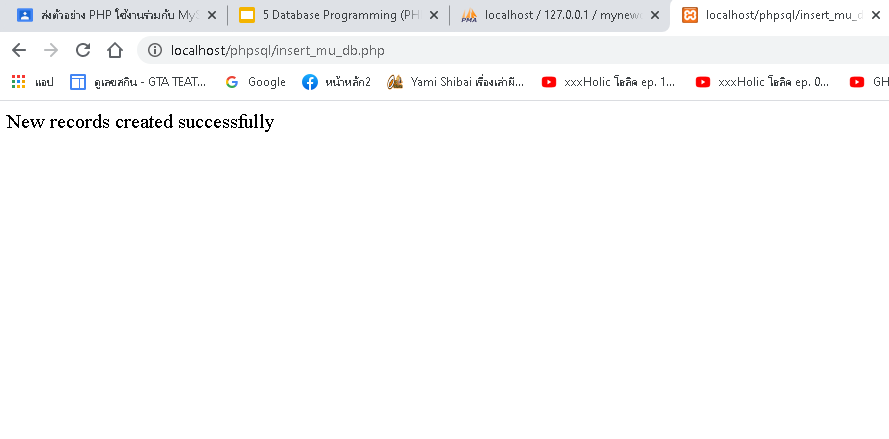 ส่งตัวอย่าง PHP ใช้งานร่วมกับ MyS
5 Database Programming (PH
localhost / 127.0.0.1 / mynewe
localhost/phpsql/insert_mu_d
localhost/phpsql/insert_mu_db.php
แอป
ดูเลขสกิน - GTA TEAT...
Google
หน้าหลัก2
Yami Shibai เรื่องเล่าผี...
xxxHolic โฮลิค ep. 1...
xxxHolic โฮลิค ep. 0...
GH
New records created successfully